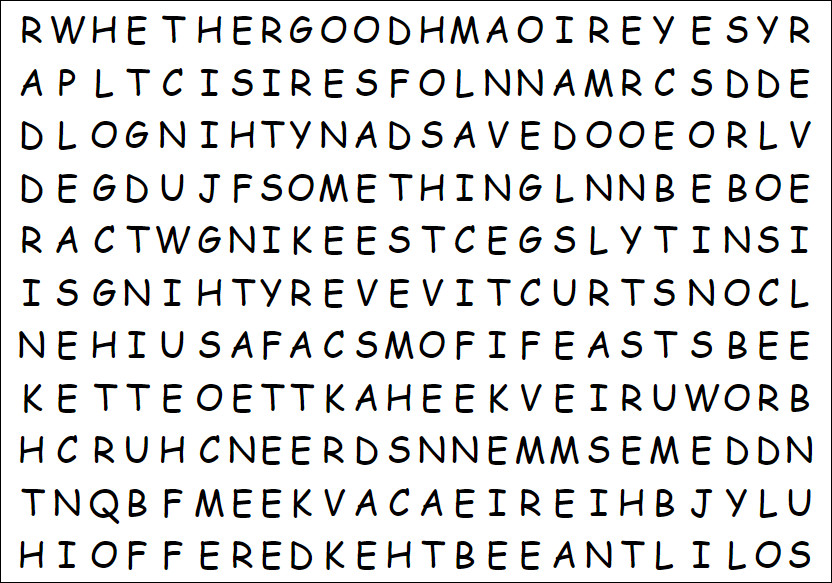 RWHETHERGOODHMAOIREYESYR
APLTCISIRESFOLNNAMRCSDDE
DLOGNIHTYNADSAVEDOOEORLV
DEGDUJFSOMETHINGLNNBEBOE
RACTWGNIKEESTCEGSLYTINSI
ISGNIHTYREVEVITCURTSNOCL
NEHIUSAFACSMOFIFEASTSBEE
KETTEOETTKAHEEKVEIRUWORB
HCRUHCNEERDSNNEMMSEMEDDN
TNQBFMEEKVACAEIREIHBJYLU
HIOFFEREDKEHTBEEANTLILOS